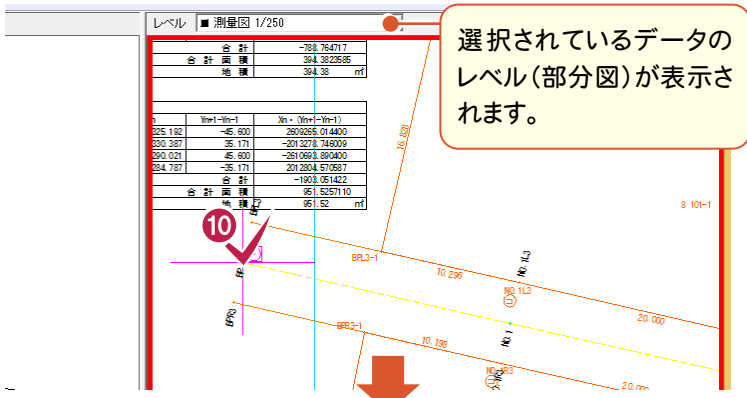 レベル ■ 測量図 1/250
選択されているデータの
レベル（部分図）が表示さ
れます。
合 計 -788.764717
合 計 面 積 394.3823585
地 積 394.38 ㎡
Yn+1-Yn-1 Xn・(Yn+1-Yn-1)
325.192 -45.600 2609265.014400
330.387 35.171 -2013278.746009
290.021 45.600 -2610693.890400
284.787 -35.171 2012804.570587
合 計 -1903.051422
合 計 面 積 951.5257110
地 積 951.52 ㎡
16.828
8 101-1
⑩
BPL3
BPL3-1
10.296
NO.1L3
NO.1L3
BP
20.000
BPR3
BPR3-1
10.198
NO.1
NO.1R3
20.000